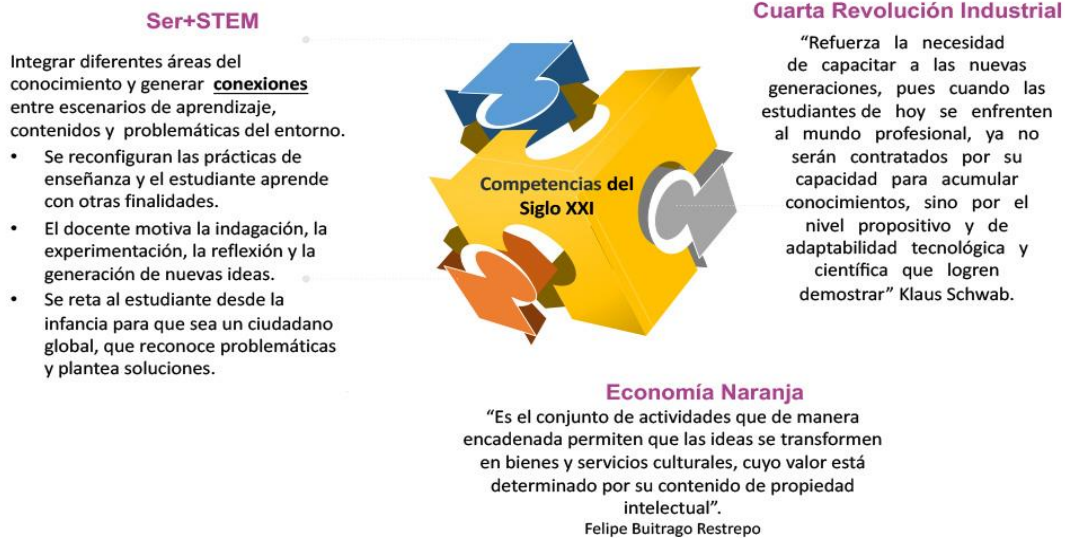 Ser+STEM
Integrar diferentes áreas del
conocimiento y generar conexiones
entre escenarios de aprendizaje,
contenidos y problemáticas del entorno.
• Se reconfiguran las prácticas de
enseñanza y el estudiante aprende
con otras finalidades.
• El docente motiva la indagación, la
experimentación, la reflexión y la
generación de nuevas ideas.
• Se reta al estudiante desde la
infancia para que sea un ciudadano
global, que reconoce problemáticas
y plantea soluciones.
Competencias del
Siglo XXI
Cuarta Revolución Industrial
“Refuerza la necesidad
de capacitar a las nuevas
generaciones, pues cuando las
estudiantes de hoy se enfrenten
al mundo profesional, ya no
serán contratados por su
capacidad para acumular
conocimientos, sino por el
nivel propositivo y de
adaptabilidad tecnológica y
científica que logren
demostrar” Klaus Schwab.
Economía Naranja
“Es el conjunto de actividades que de manera
encadenada permiten que las ideas se transformen
en bienes y servicios culturales, cuyo valor está
determinado por su contenido de propiedad
intelectual”.
Felipe Buitrago Restrepo